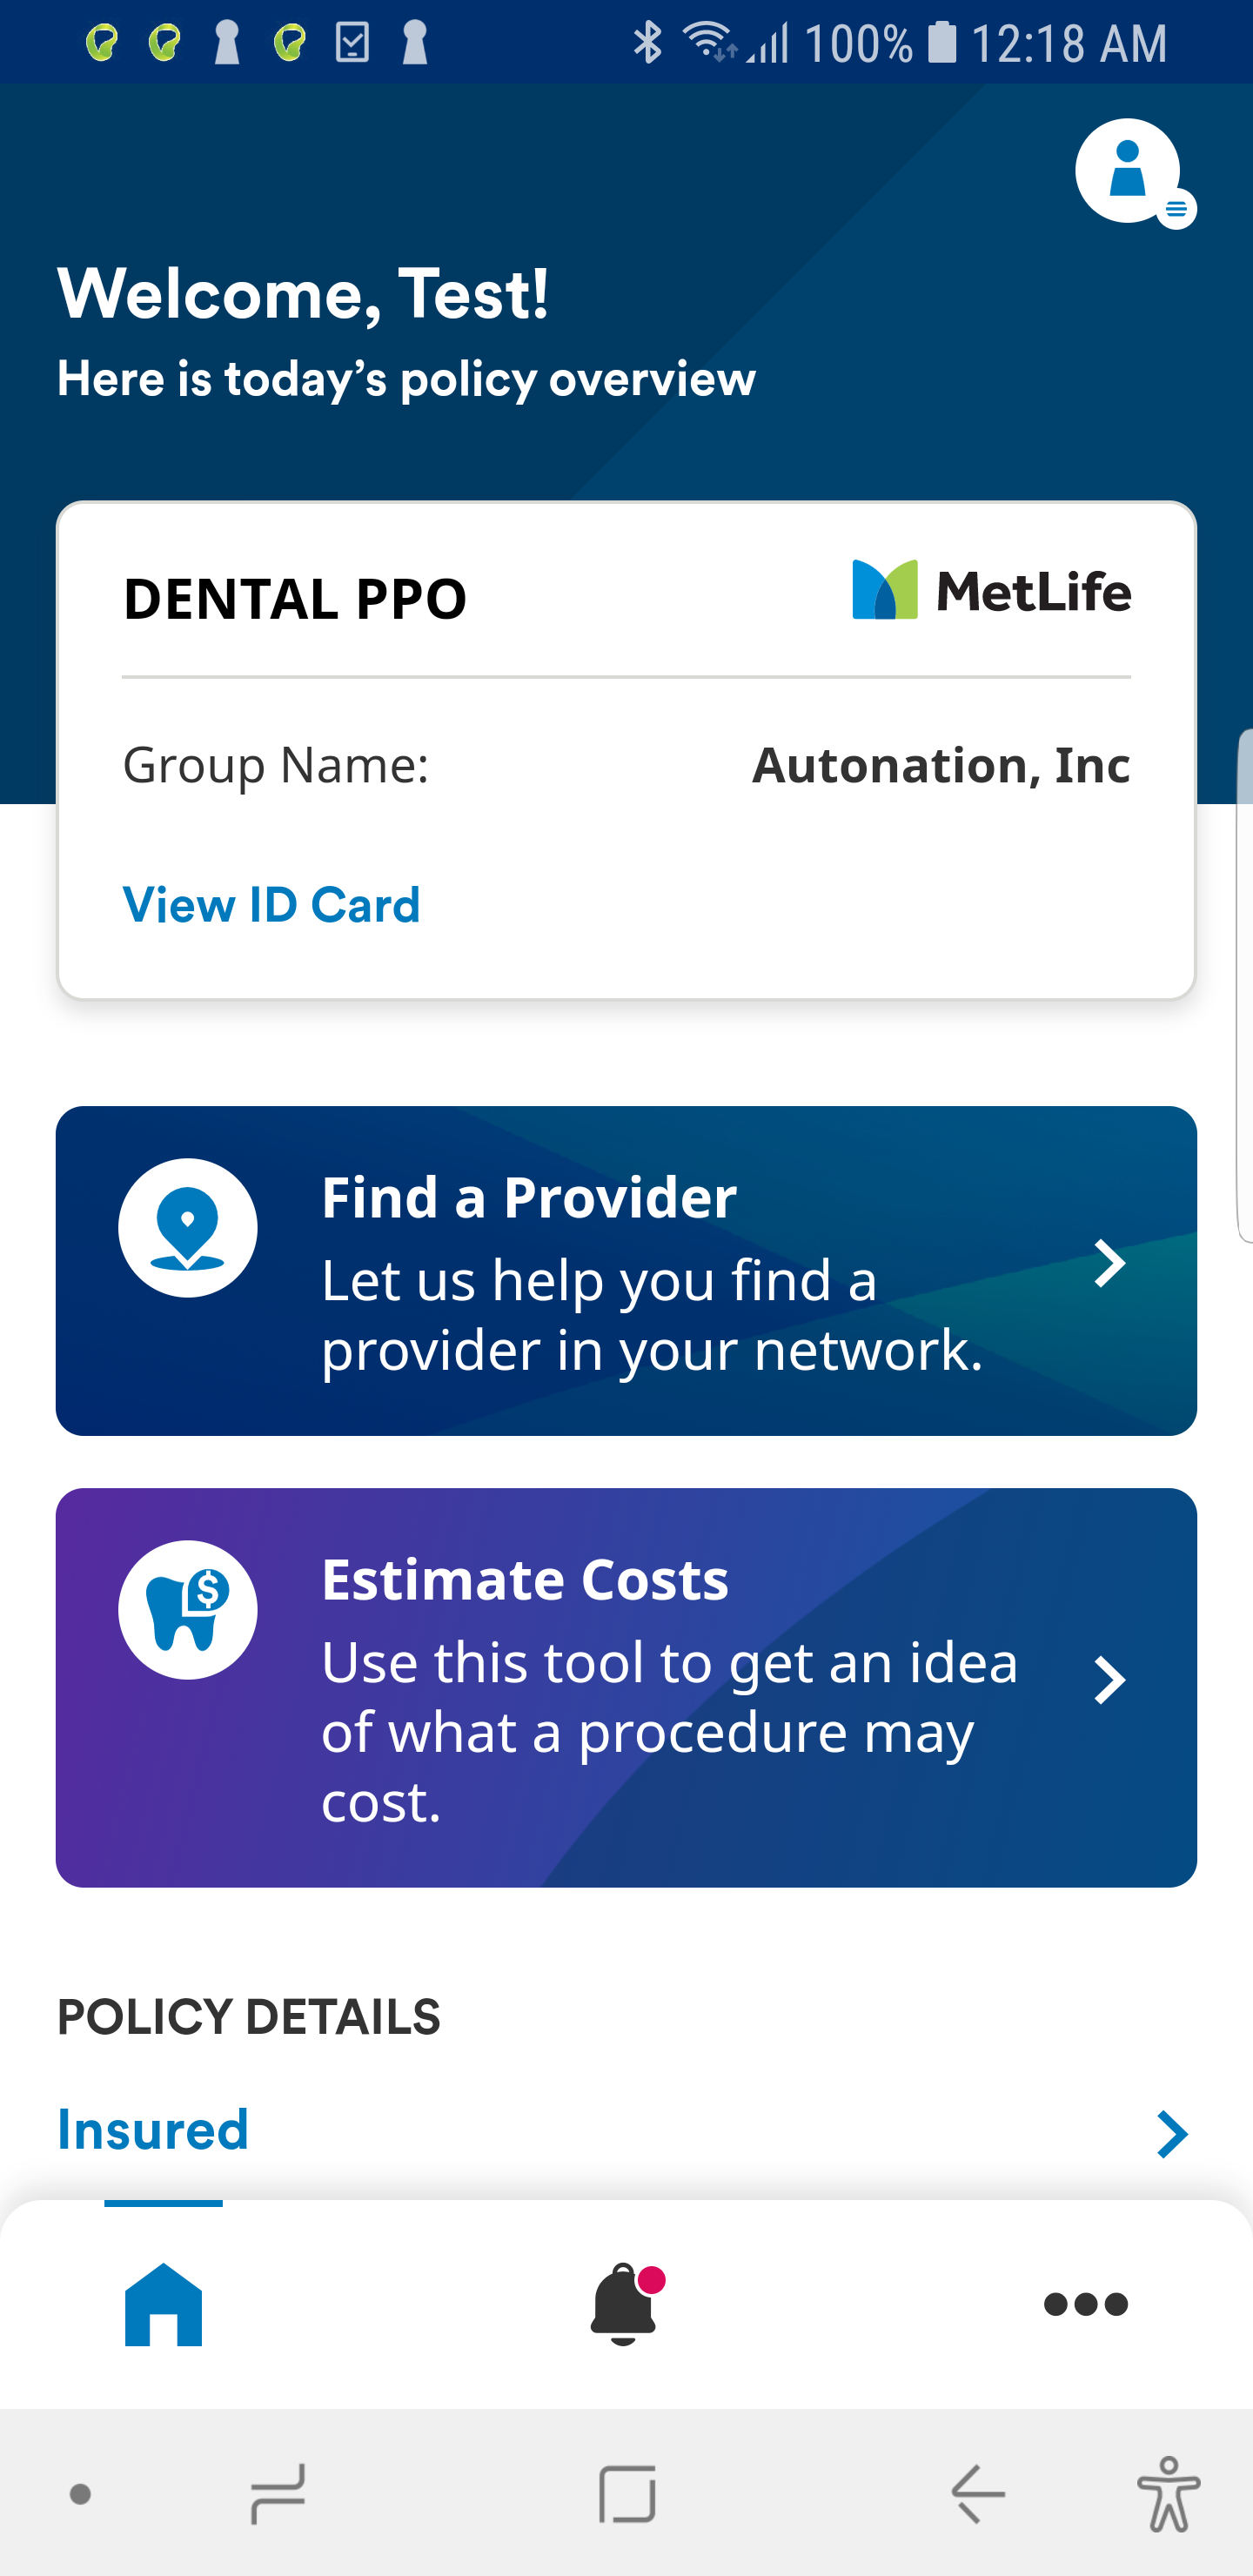 100% 12:18 AM
Welcome, Test!
Here is today’s policy overview
DENTAL PPO
MetLife
Group Name: Autonation, Inc
View ID Card
Find a Provider
Let us help you find a
provider in your network.
$
Estimate Costs
Use this tool to get an idea
of what a procedure may
cost.
POLICY DETAILS
Insured